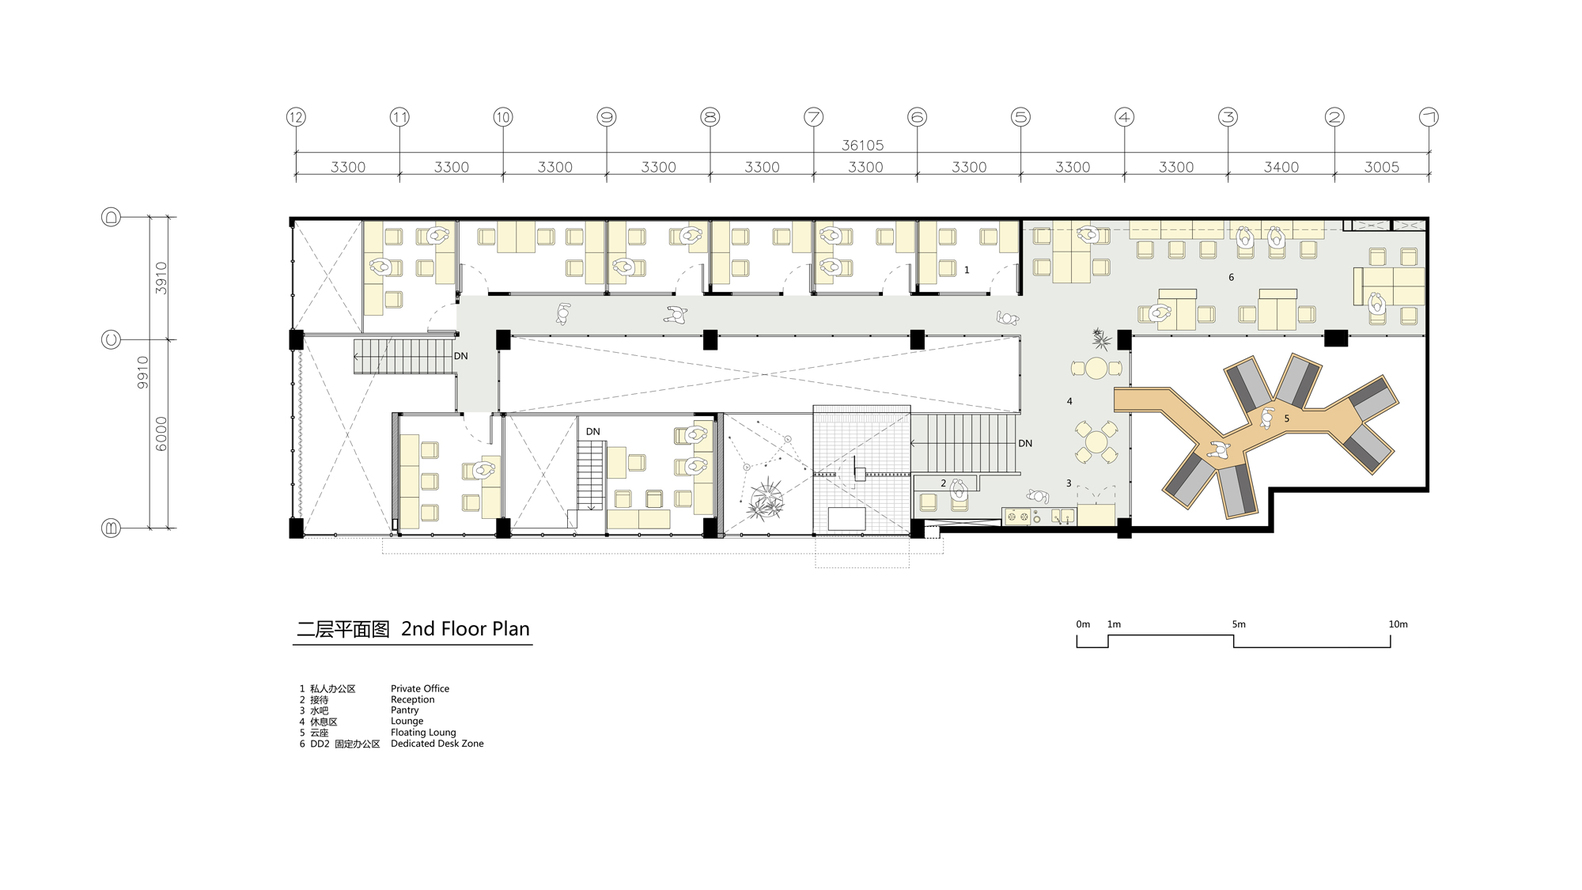 12 11 10 9 8 7 6 5 4 3 2 1
36105
3300 3300 3300 3300 3300 3300 3300 3300 3300 3400 3005
D
3910
1
6
C
DN
9910
5
4
6000
DN
DN
2
3
B
二层平面图 2nd Floor Plan
0m 1m 5m 10m
1 私人办公区 Private Office
2 接待 Reception
3 水吧 Pantry
4 休息区 Lounge
5 云座 Floating Loung
6 DD2 固定办公区 Dedicated Desk Zone